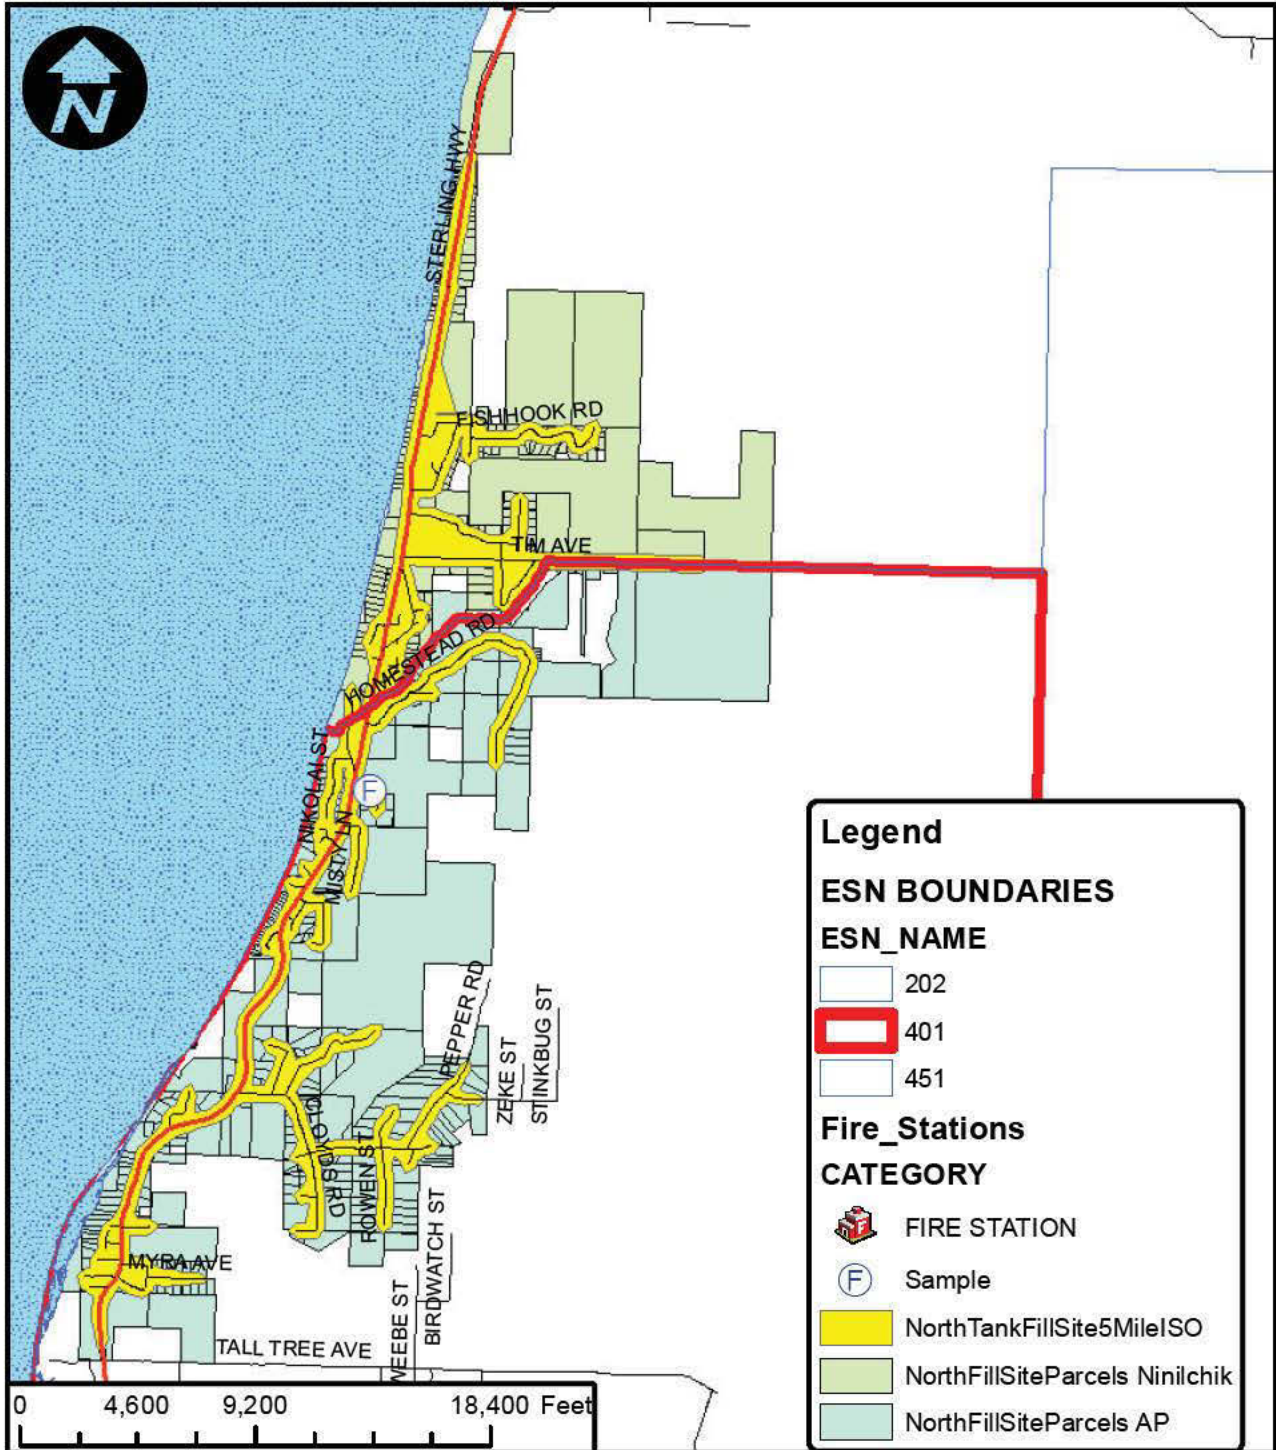 N
STERLING HWY
FISHHOOK RD
TIM AVE
HOMESTEAD RD
NIKOLAI ST
F
MISTY LN
PEPPER RD
ZEKE ST
STINKBUG ST
CLOYDS RD
ROWEN ST
BIRDWATCH ST
MYRA AVE
WEEBE ST
TALL TREE AVE
0 4,600 9,200 18,400 Feet
Legend
ESN BOUNDARIES
ESN_NAME
202
401
451
Fire_Stations
CATEGORY
F FIRE STATION
F Sample
NorthTankFillSite5MileISO
NorthFillSiteParcels Ninilchik
NorthFillSiteParcels AP